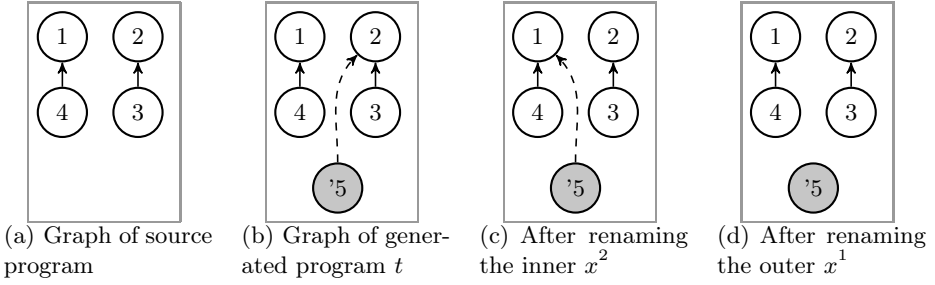 1 2 1 2 1 2 1 2
4 3 4 3 4 3 4 3
'5 '5 '5
(a) Graph of source program
(b) Graph of gener-
ated program t
(c) After renaming
the inner x²
(d) After renaming
the outer x¹